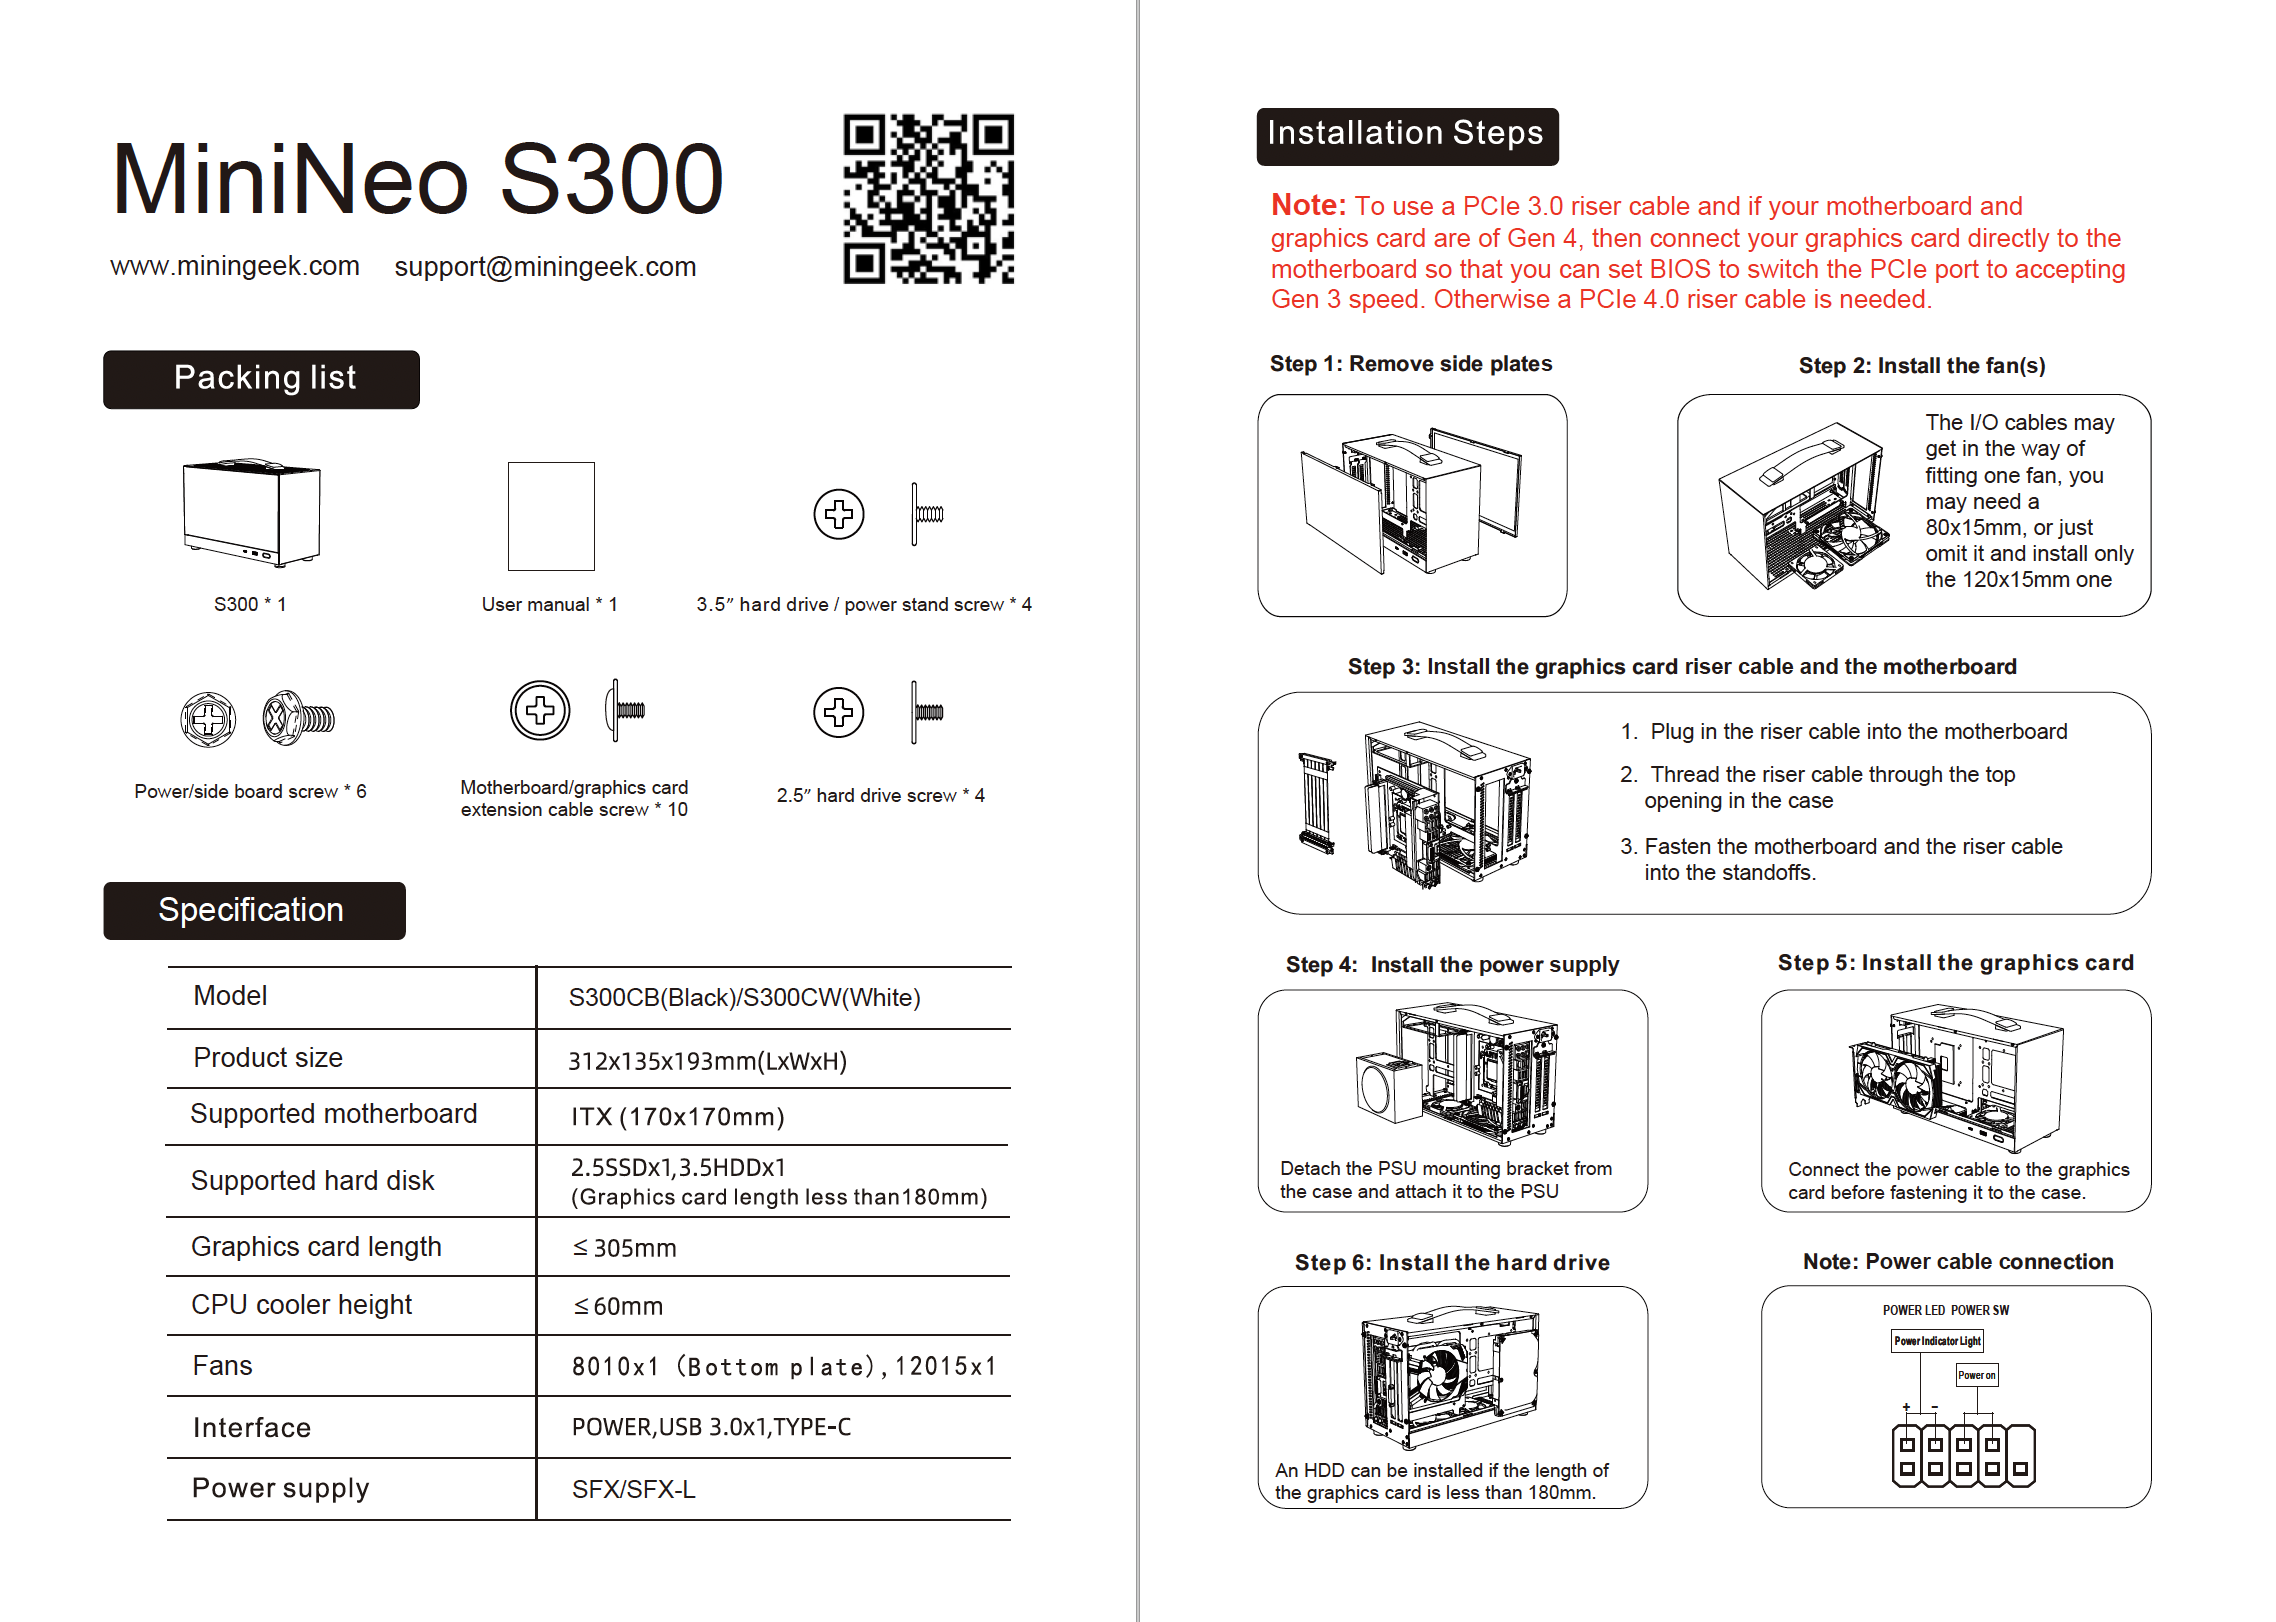 MiniNeo S300
www.miningeek.com support@miningeek.com
Packing list
S300 * 1
User manual * 1
3.5″ hard drive / power stand screw * 4
Power/side board screw * 6
Motherboard/graphics card
extension cable screw * 10
2.5″ hard drive screw * 4
Specification
Model S300CB(Black)/S300CW(White)
Product size 312x135x193mm(LxWxH)
Supported motherboard ITX (170x170mm)
Supported hard disk 2.5SSDx1,3.5HDDx1
(Graphics card length less than180mm)
Graphics card length ≤305mm
CPU cooler height ≤60mm
Fans 8010x1 (Bottom plate),12015x1
Interface POWER,USB 3.0x1,TYPE-C
Power supply SFX/SFX-L
Installation Steps
Note: To use a PCIe 3.0 riser cable and if your motherboard and
graphics card are of Gen 4, then connect your graphics card directly to the
motherboard so that you can set BIOS to switch the PCIe port to accepting
Gen 3 speed. Otherwise a PCIe 4.0 riser cable is needed.
Step 1: Remove side plates
Step 2: Install the fan(s)
The I/O cables may
get in the way of
fitting one fan, you
may need a
80x15mm, or just
omit it and install only
the 120x15mm one
Step 3: Install the graphics card riser cable and the motherboard
1. Plug in the riser cable into the motherboard
2. Thread the riser cable through the top
opening in the case
3. Fasten the motherboard and the riser cable
into the standoffs.
Step 4: Install the power supply
Detach the PSU mounting bracket from
the case and attach it to the PSU
Step 5: Install the graphics card
Connect the power cable to the graphics
card before fastening it to the case.
Step 6: Install the hard drive
An HDD can be installed if the length of
the graphics card is less than 180mm.
Note: Power cable connection
POWER LED POWER SW
Power Indicator Light
Power on
+ −